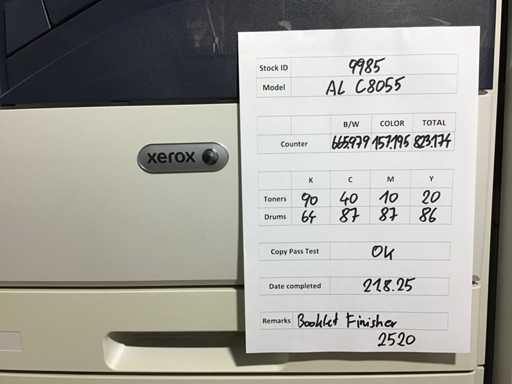 xerox
Stock ID 9985
Model AL C8055
B/W COLOR TOTAL
Counter 665.979 157.195 823.174
K C M Y
Toners 90 40 10 20
Drums 64 87 87 86
Copy Pass Test OK
Date completed 21.8.25
Remarks Booklet Finisher
2520